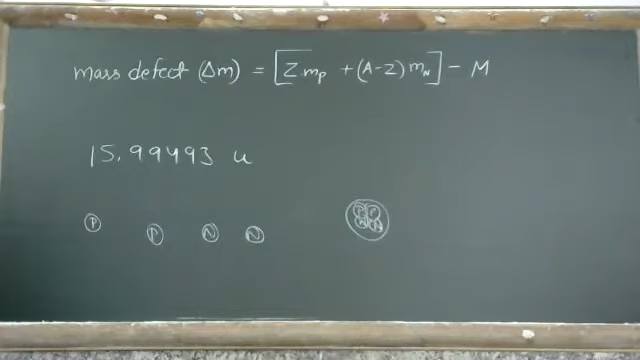 mass defect (Δm) = [Z mp + (A-Z) mN] - M
15.99493 u
P P N N P P N N